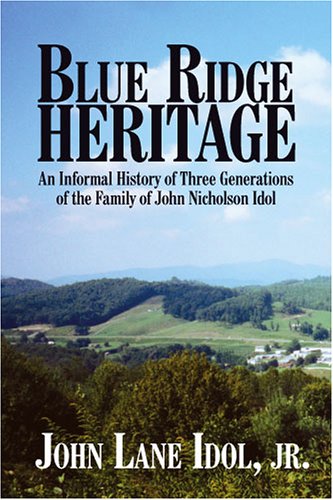 BLUE RIDGE
HERITAGE
An Informal History of Three Generations
of the Family of John Nicholson Idol
JOHN LANE IDOL, JR.